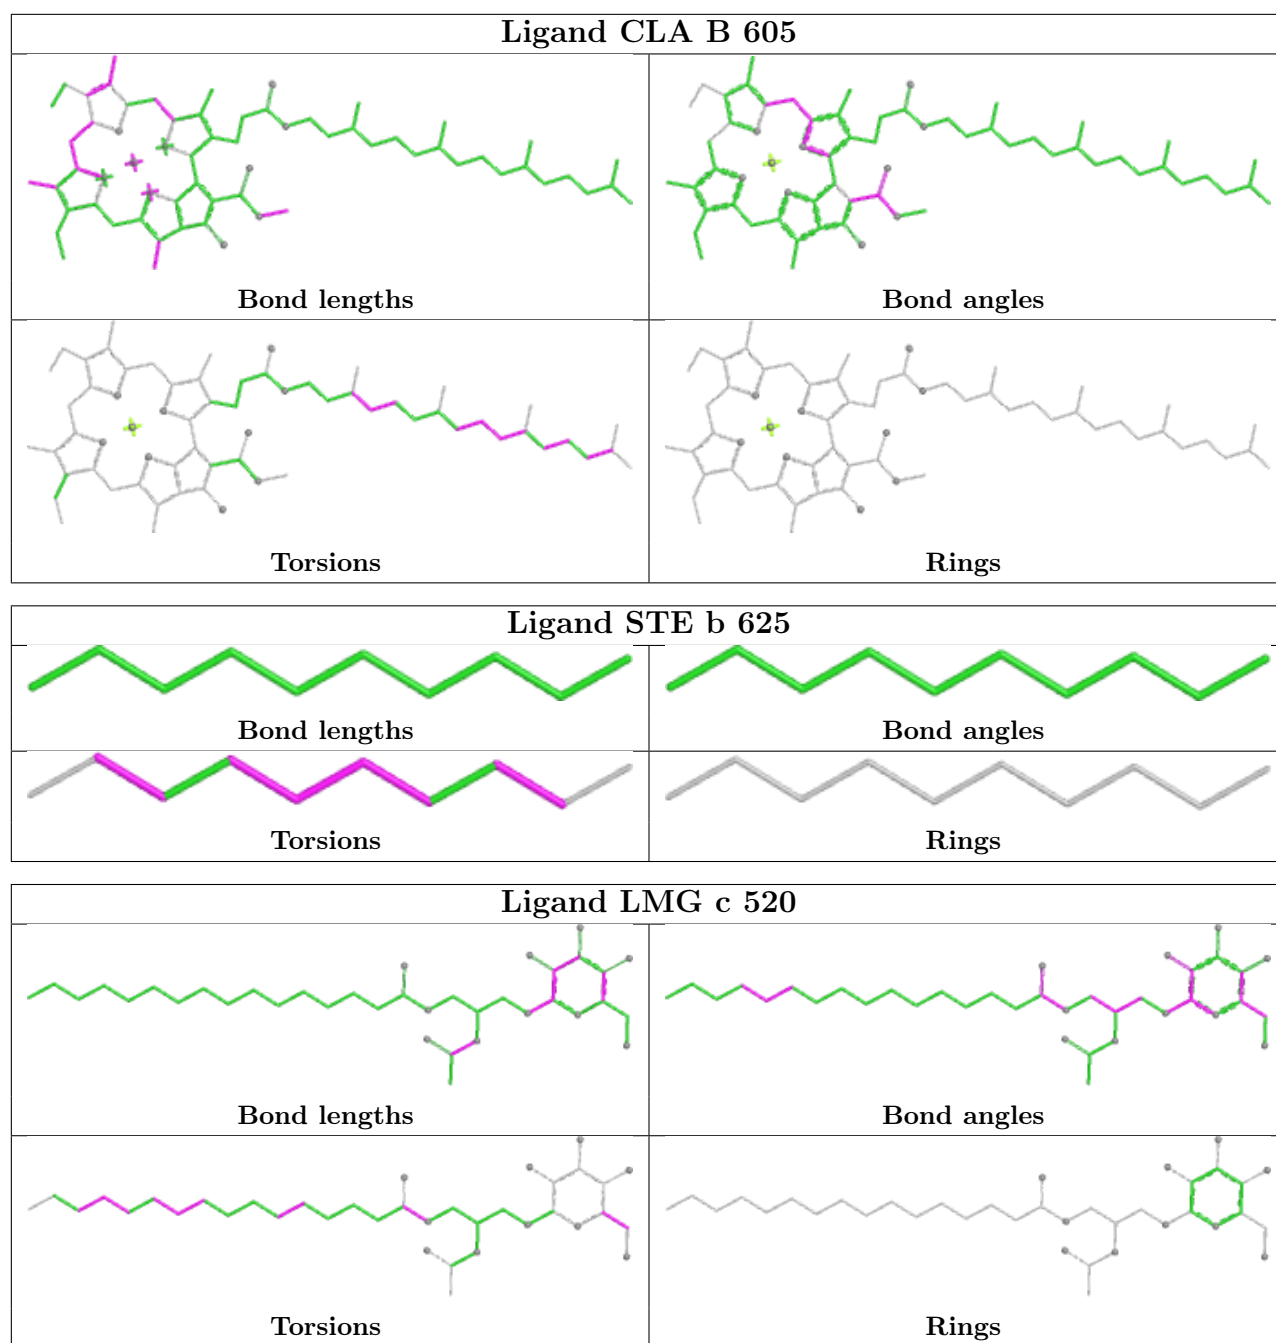 Ligand CLA B 605
Bond lengths
Bond angles
Torsions
Rings
Ligand STE b 625
Bond lengths
Bond angles
Torsions
Rings
Ligand LMG c 520
Bond lengths
Bond angles
Torsions
Rings